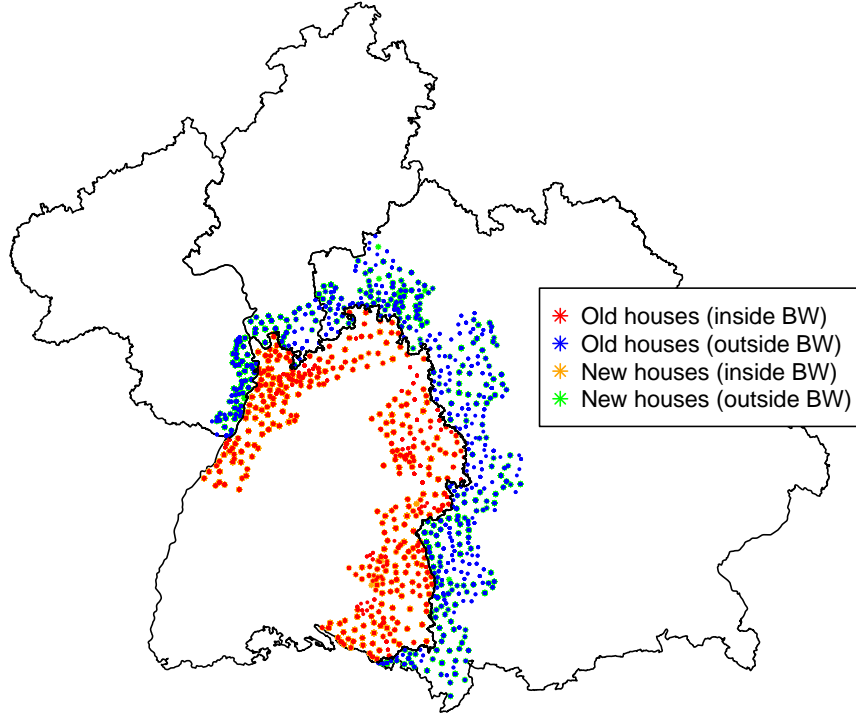 Old houses (inside BW)
Old houses (outside BW)
New houses (inside BW)
New houses (outside BW)